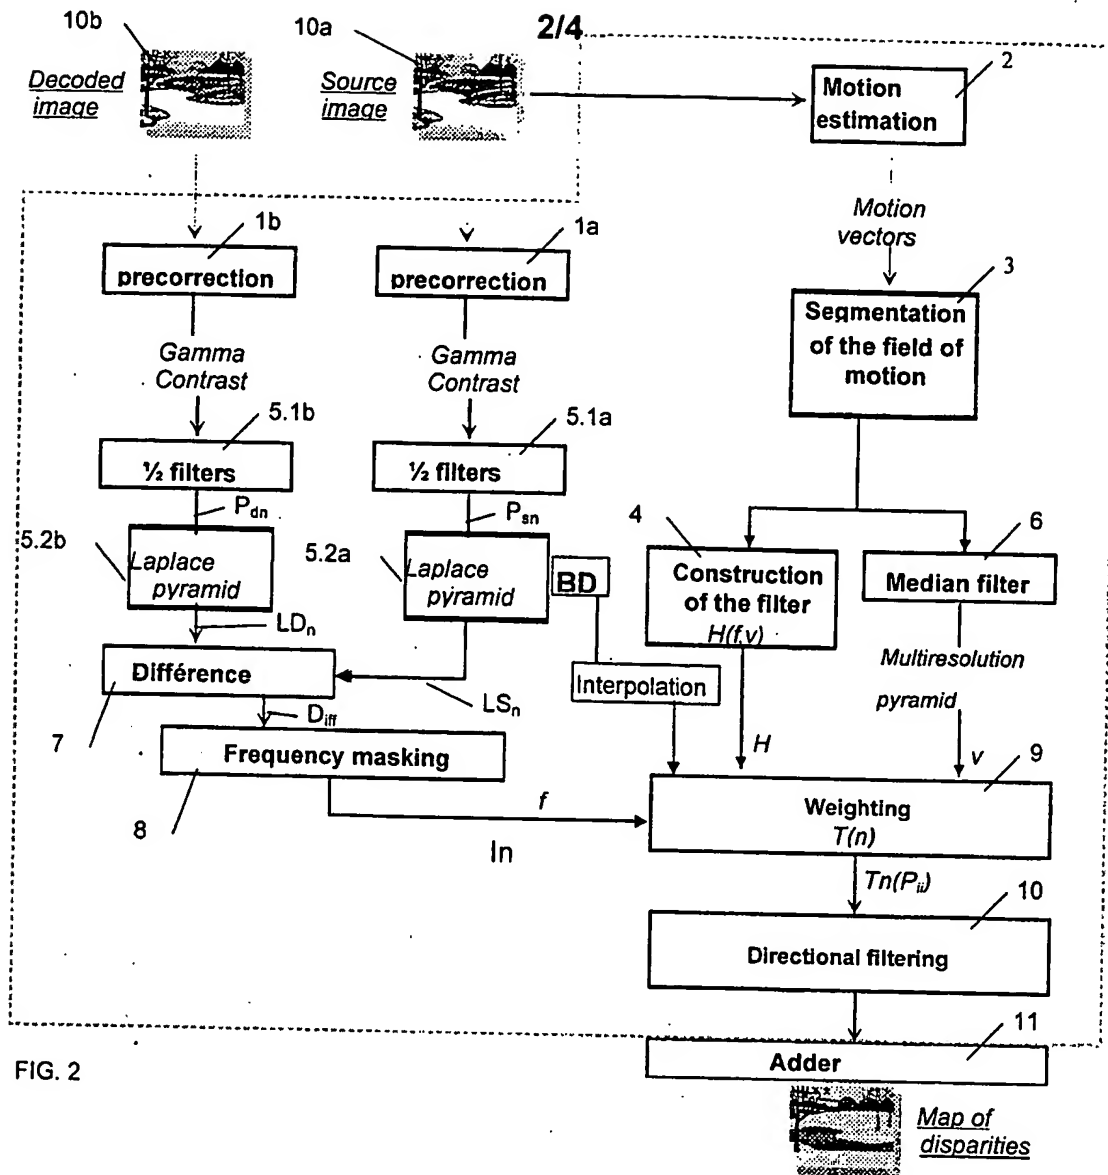 2/4
10b
10a
Decoded
image
Source
image
2
Motion
estimation
Motion
vectors
1b
1a
precorrection
precorrection
3
Segmentation
of the field of
motion
Gamma
Contrast
Gamma
Contrast
5.1b
5.1a
½ filters
½ filters
Pdn
Psn
4
6
5.2b
Laplace
pyramid
5.2a
Laplace
pyramid
BD
Construction
of the filter
H(f,v)
Median filter
LDn
Différence
LSn
Interpolation
Multiresolution
pyramid
7
Diff
Frequency masking
H
v
9
8
f
In
Weighting
T(n)
Tn(Pij)
10
Directional filtering
11
Adder
FIG. 2
Map of
disparities